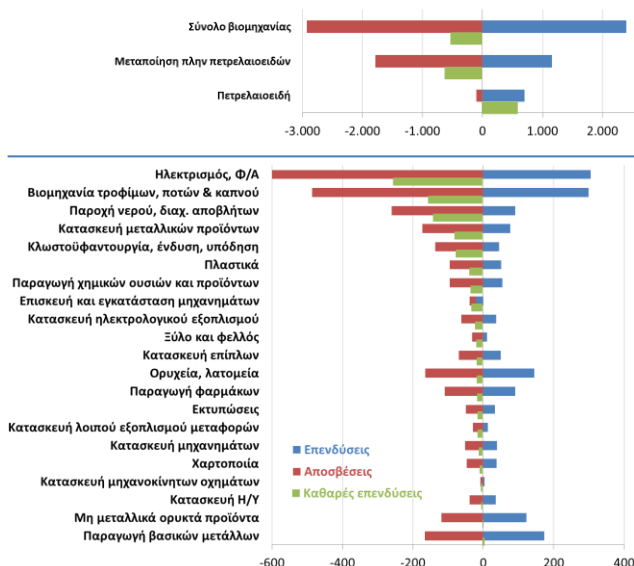 Σύνολο βιομηχανίας
Μεταποίηση πλην πετρελαιοειδών
Πετρελαιοειδή
-3.000 -2.000 -1.000 0 1.000 2.000
Ηλεκτρισμός, Φ/Α
Βιομηχανία τροφίμων, ποτών & καπνού
Παροχή νερού, διαχ. αποβλήτων
Κατασκευή μεταλλικών προϊόντων
Κλωστοϋφαντουργία, ένδυση, υπόδηση
Πλαστικά
Παραγωγή χημικών ουσιών και προϊόντων
Επισκευή και εγκατάσταση μηχανημάτων
Κατασκευή ηλεκτρολογικού εξοπλισμού
Ξύλο και φελλός
Κατασκευή επίπλων
Ορυχεία, λατομεία
Παραγωγή φαρμάκων
Εκτυπώσεις
Κατασκευή λοιπού εξοπλισμού μεταφορών
Κατασκευή μηχανημάτων
Χαρτοποιία
Κατασκευή μηχανοκίνητων οχημάτων
Κατασκευή Η/Υ
Μη μεταλλικά ορυκτά προϊόντα
Παραγωγή βασικών μετάλλων
Επενδύσεις
Αποσβέσεις
Καθαρές επενδύσεις
-600 -400 -200 0 200 400